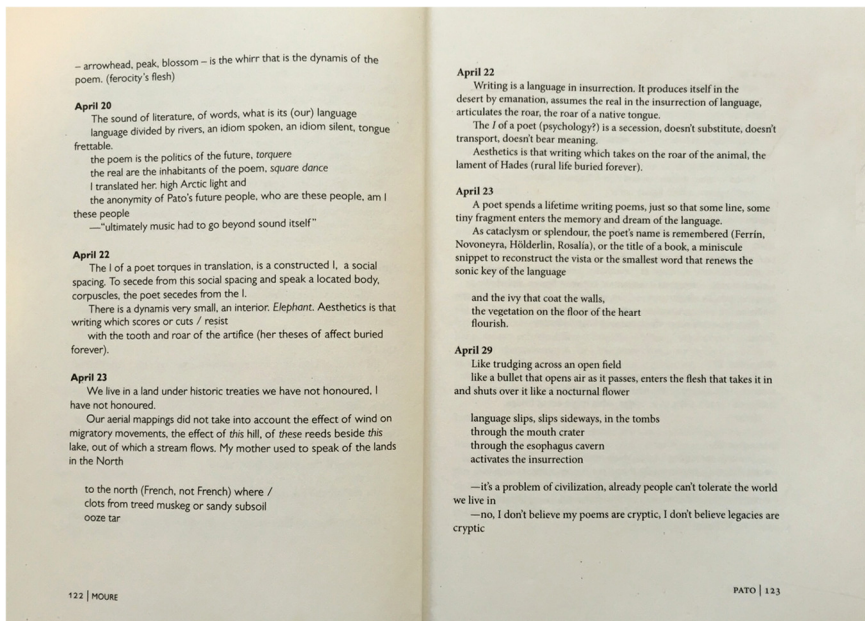 – arrowhead, peak, blossom – is the whirr that is the dynamis of the
poem. (ferocity's flesh)
April 20
The sound of literature, of words, what is its (our) language
language divided by rivers, an idiom spoken, an idiom silent, tongue
frettable.
the poem is the politics of the future, torquere
the real are the inhabitants of the poem, square dance
I translated her. high Arctic light and
the anonymity of Pato's future people, who are these people, am I
these people
—"ultimately music had to go beyond sound itself"
April 22
The I of a poet torques in translation, is a constructed I, a social
spacing. To secede from this social spacing and speak a located body,
corpuscles, the poet secedes from the I.
There is a dynamis very small, an interior. Elephant. Aesthetics is that
writing which scores or cuts / resist
with the tooth and roar of the artifice (her theses of affect buried
forever).
April 23
We live in a land under historic treaties we have not honoured, I
have not honoured.
Our aerial mappings did not take into account the effect of wind on
migratory movements, the effect of this hill, of these reeds beside this
lake, out of which a stream flows. My mother used to speak of the lands
in the North
to the north (French, not French) where /
clots from treed muskeg or sandy subsoil
ooze tar
122 | MOURE
April 22
Writing is a language in insurrection. It produces itself in the
desert by emanation, assumes the real in the insurrection of language,
articulates the roar, the roar of a native tongue.
The I of a poet (psychology?) is a secession, doesn't substitute, doesn't
transport, doesn't bear meaning.
Aesthetics is that writing which takes on the roar of the animal, the
lament of Hades (rural life buried forever).
April 23
A poet spends a lifetime writing poems, just so that some line, some
tiny fragment enters the memory and dream of the language.
As cataclysm or splendour, the poet's name is remembered (Ferrín,
Novoneyra, Hölderlin, Rosalía), or the title of a book, a miniscule
snippet to reconstruct the vista or the smallest word that renews the
sonic key of the language
and the ivy that coat the walls,
the vegetation on the floor of the heart
flourish.
April 29
Like trudging across an open field
like a bullet that opens air as it passes, enters the flesh that takes it in
and shuts over it like a nocturnal flower
language slips, slips sideways, in the tombs
through the mouth crater
through the esophagus cavern
activates the insurrection
—it's a problem of civilization, already people can't tolerate the world
we live in
—no, I don't believe my poems are cryptic, I don't believe legacies are
cryptic
PATO | 123